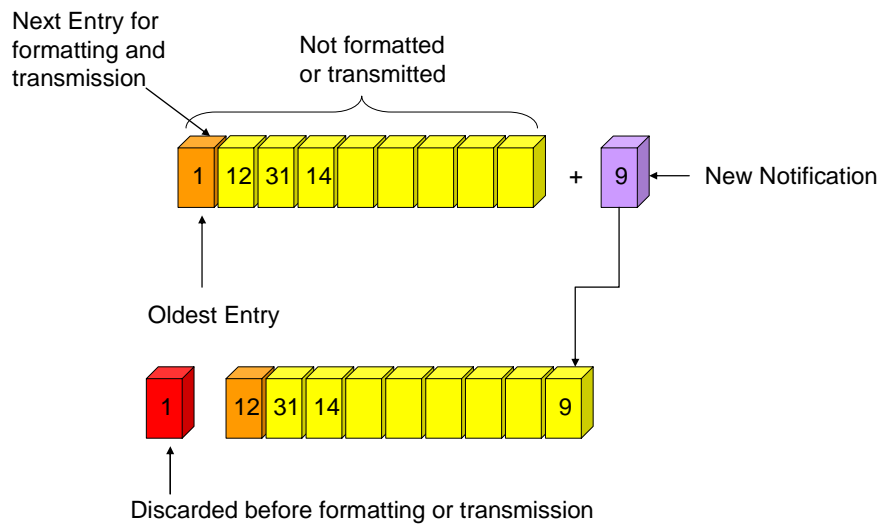 Next Entry for
formatting and
transmission
Not formatted
or transmitted
1 12 31 14 + 9
New Notification
Oldest Entry
1 12 31 14 9
Discarded before formatting or transmission